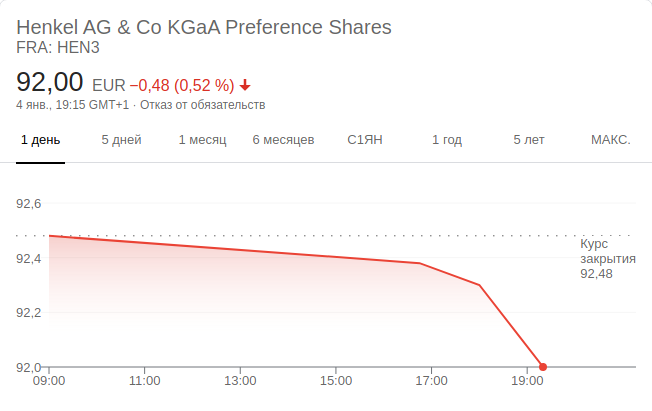 Henkel AG & Co KGaA Preference Shares
FRA: HEN3
92,00 EUR −0,48 (0,52 %)
4 янв., 19:15 GMT+1 · Отказ от обязательств
1 день 5 дней 1 месяц 6 месяцев С1ЯН 1 год 5 лет МАКС.
92,6
Курс
закрытия
92,48
92,4
92,2
92,0
09:00 11:00 13:00 15:00 17:00 19:00